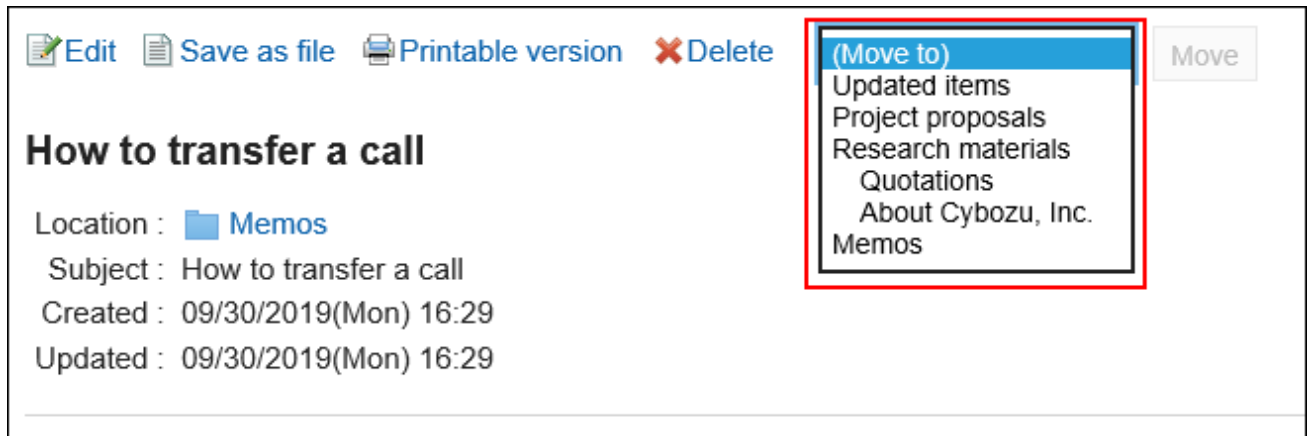 Edit Save as file Printable version Delete (Move to) Move
Updated items
Project proposals
Research materials
Quotations
About Cybozu, Inc.
Memos
How to transfer a call
Location : Memos
Subject : How to transfer a call
Created : 09/30/2019(Mon) 16:29
Updated : 09/30/2019(Mon) 16:29